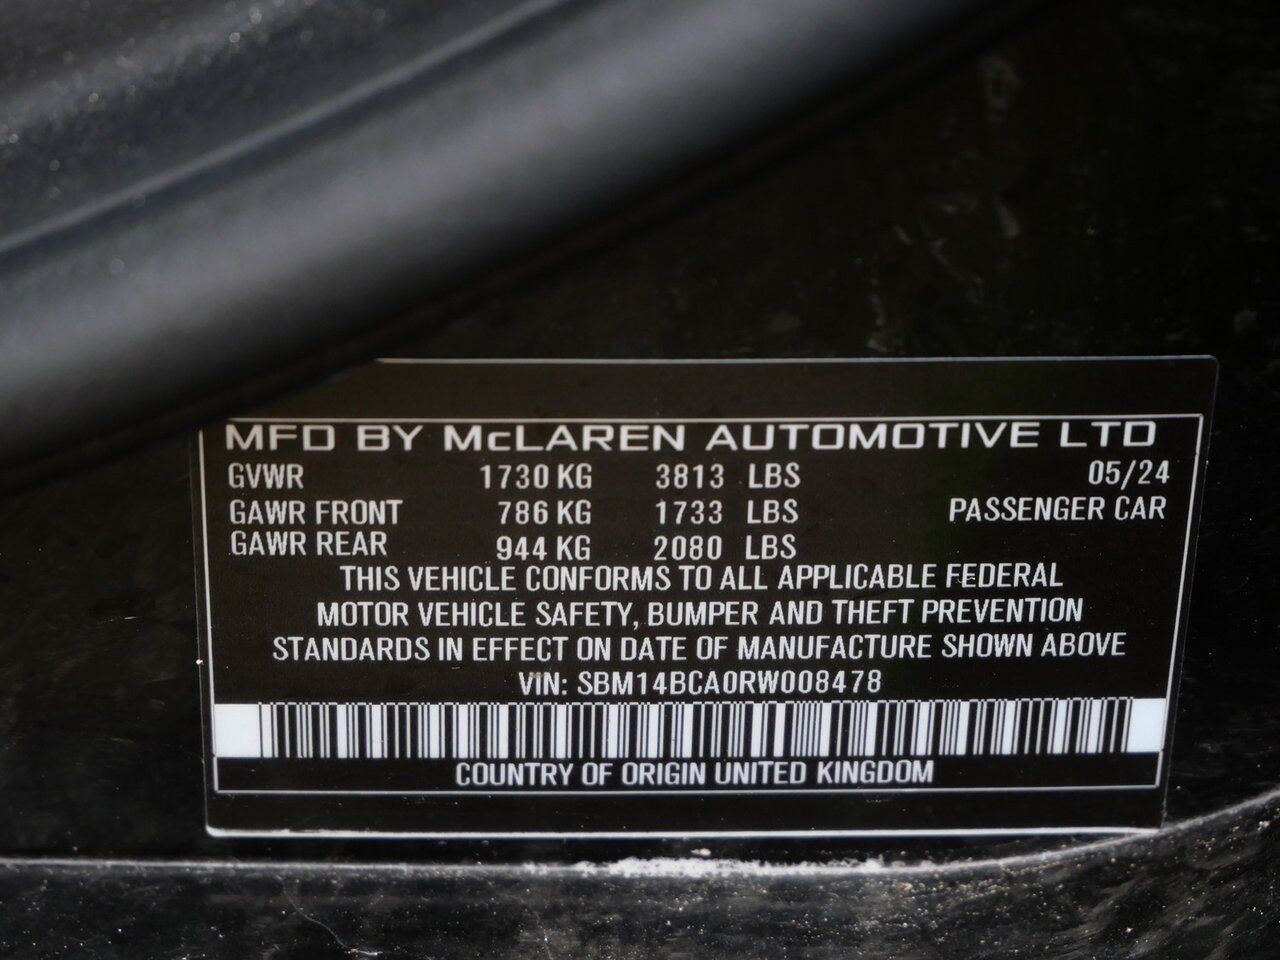 MFD BY McLAREN AUTOMOTIVE LTD
GVWR 1730 KG 3813 LBS 05/24
GAWR FRONT 786 KG 1733 LBS PASSENGER CAR
GAWR REAR 944 KG 2080 LBS
THIS VEHICLE CONFORMS TO ALL APPLICABLE FEDERAL
MOTOR VEHICLE SAFETY, BUMPER AND THEFT PREVENTION
STANDARDS IN EFFECT ON DATE OF MANUFACTURE SHOWN ABOVE
VIN: SBM14BCA0RW008478
COUNTRY OF ORIGIN UNITED KINGDOM